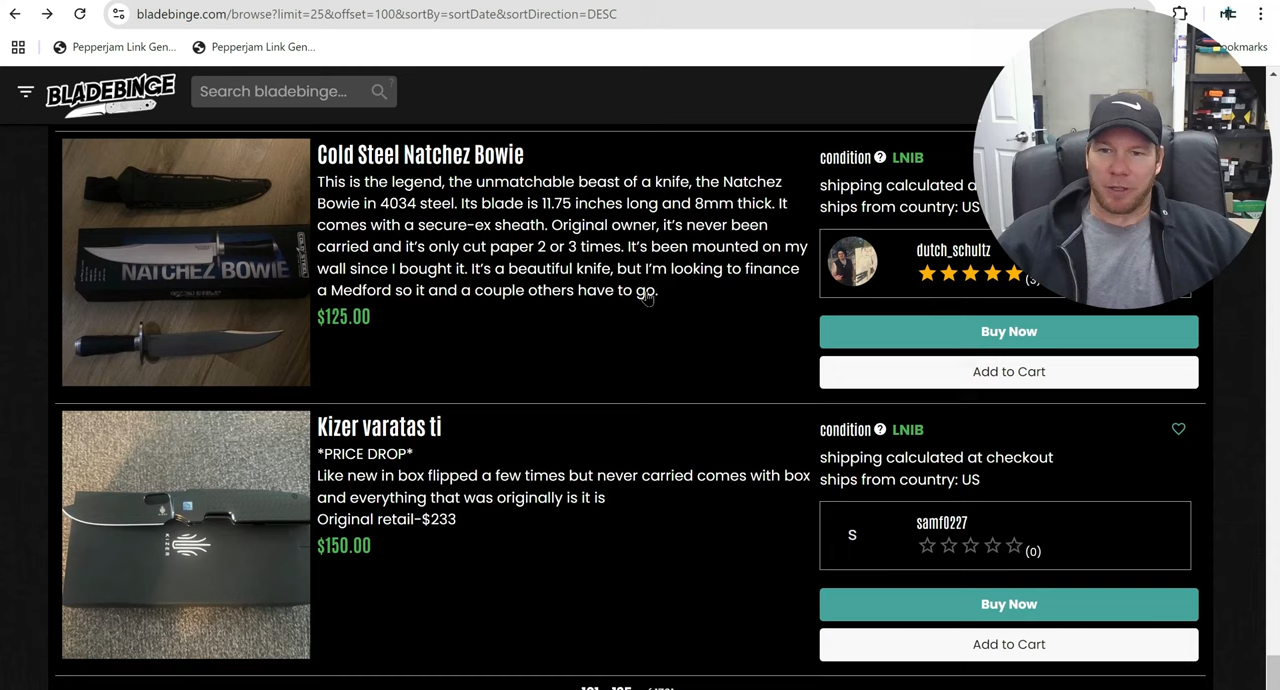 bladebinge.com/browse?limit=25&offset=100&sortBy=sortDate&sortDirection=DESC
Pepperjam Link Gen...
Pepperjam Link Gen...
ookmarks
BLADEBINGE
Search bladebinge...
Cold Steel Natchez Bowie
This is the legend, the unmatchable beast of a knife, the Natchez
Bowie in 4034 steel. Its blade is 11.75 inches long and 8mm thick. It
comes with a secure-ex sheath. Original owner, it's never been
carried and it's only cut paper 2 or 3 times. It's been mounted on my
wall since I bought it. It's a beautiful knife, but I'm looking to finance
a Medford so it and a couple others have to go.
$125.00
NATCHEZ BOWIE
COLD STEEL
condition ? LNIB
shipping calculated a
ships from country: US
dutch_schultz
Buy Now
Add to Cart
Kizer varatas ti
*PRICE DROP*
Like new in box flipped a few times but never carried comes with box
and everything that was originally is it is
Original retail-$233
$150.00
KIZER
condition ? LNIB
shipping calculated at checkout
ships from country: US
S
samf0227
(0)
Buy Now
Add to Cart